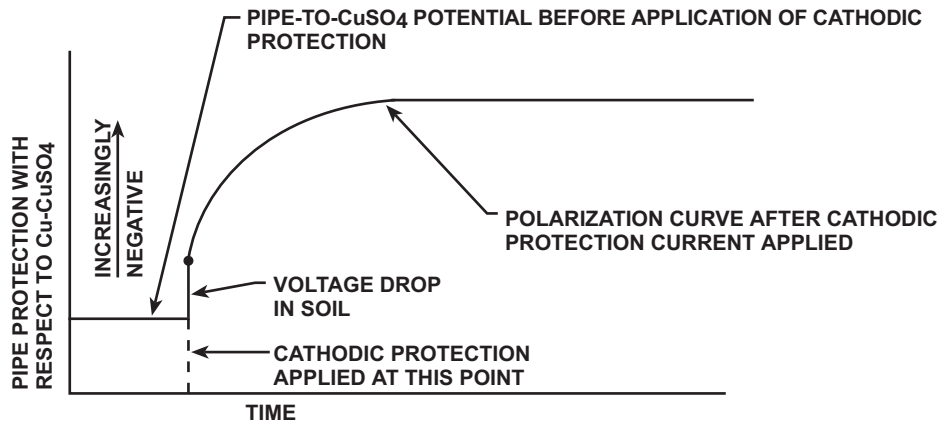 PIPE-TO-CuSO4 POTENTIAL BEFORE APPLICATION OF CATHODIC
PROTECTION
PIPE PROTECTION WITH
RESPECT TO Cu-CuSO4
INCREASINGLY
NEGATIVE
POLARIZATION CURVE AFTER CATHODIC
PROTECTION CURRENT APPLIED
VOLTAGE DROP
IN SOIL
CATHODIC PROTECTION
APPLIED AT THIS POINT
TIME